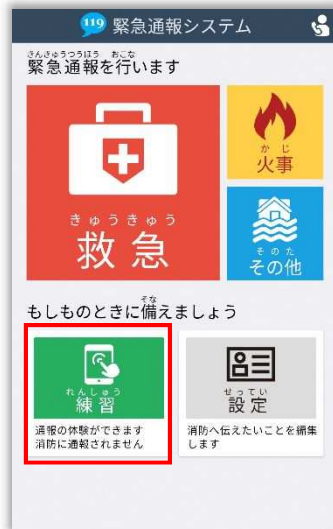 119 緊急通報システム
きんきゅうつうほう おこな
緊急通報を行います
きゅうきゅう
救急
かじ
火事
そのた
その他
そな
もしものときに備えましょう
れんしゅう
練習
通報の体験ができます
消防に通報されません
せってい
設定
消防へ伝えたいことを編集
します